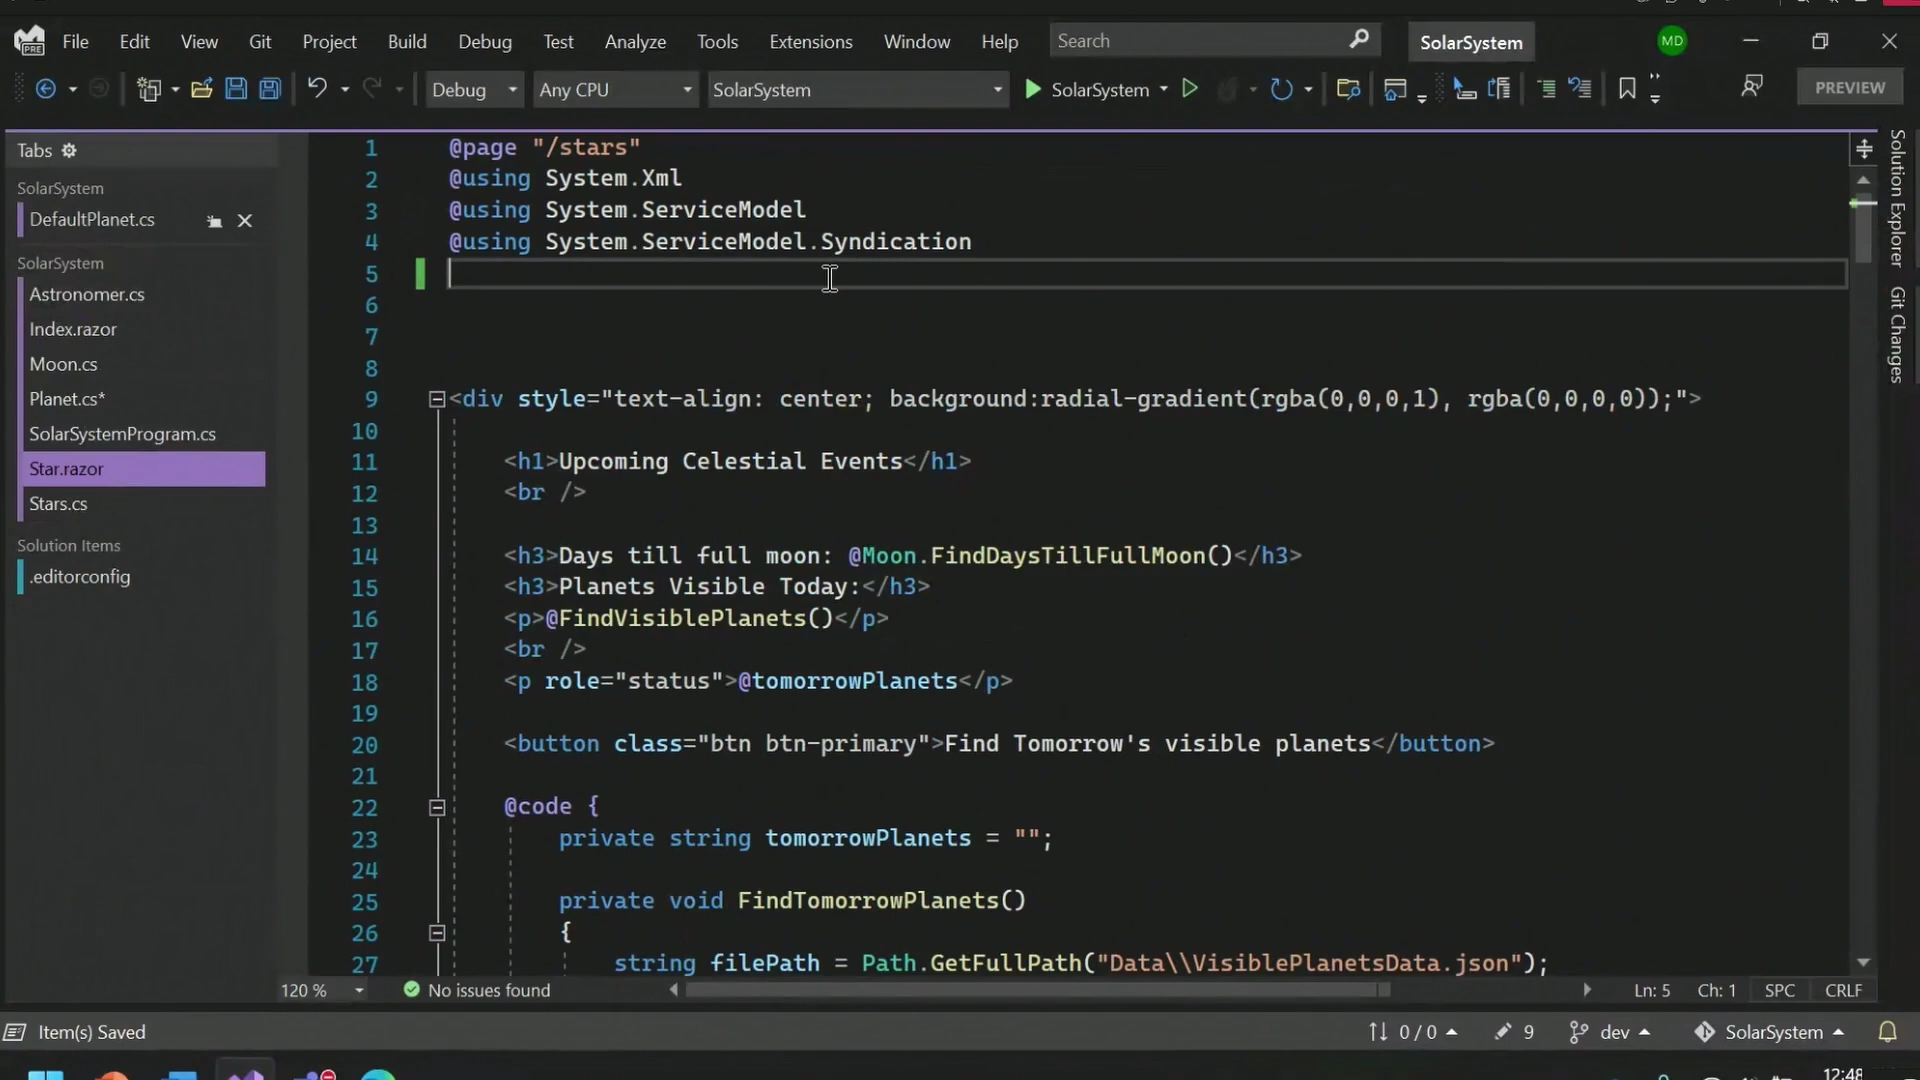 File Edit View Git Project Build Debug Test Analyze Tools Extensions Window Help Search SolarSystem MD
PRE
Debug Any CPU SolarSystem SolarSystem PREVIEW
Tabs
SolarSystem
DefaultPlanet.cs
SolarSystem
Astronomer.cs
Index.razor
Moon.cs
Planet.cs*
SolarSystemProgram.cs
Star.razor
Stars.cs
Solution Items
.editorconfig
1 @page "/stars"
2 @using System.Xml
3 @using System.ServiceModel
4 @using System.ServiceModel.Syndication
5
6
7
8
9 <div style="text-align: center; background:radial-gradient(rgba(0,0,0,1), rgba(0,0,0,0));">
10
11 <h1>Upcoming Celestial Events</h1>
12 <br />
13
14 <h3>Days till full moon: @Moon.FindDaysTillFullMoon()</h3>
15 <h3>Planets Visible Today:</h3>
16 <p>@FindVisiblePlanets()</p>
17 <br />
18 <p role="status">@tomorrowPlanets</p>
19
20 <button class="btn btn-primary">Find Tomorrow's visible planets</button>
21
22 @code {
23 private string tomorrowPlanets = "";
24
25 private void FindTomorrowPlanets()
26 {
27 string filePath = Path.GetFullPath("Data\\VisiblePlanetsData.json");
Solution Explorer
Git Changes
120 % No issues found Ln: 5 Ch: 1 SPC CRLF
Item(s) Saved 0 / 0 9 dev SolarSystem
12:48